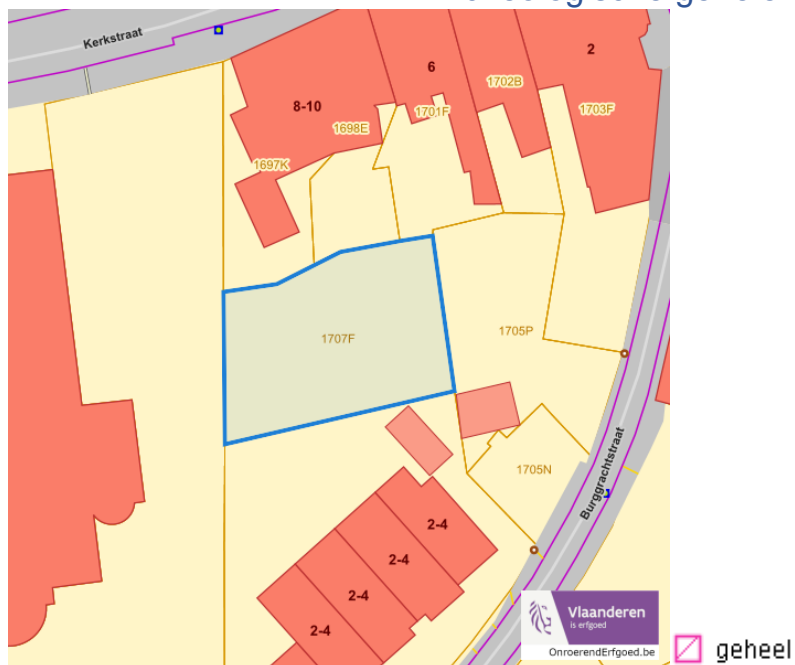 Kerkstraat
8-10
6
2
1702B
1701F
1703F
1698E
1697K
1707F
1705P
1705N
Burggrachtstraat
2-4
2-4
2-4
2-4
Vlaanderen
is erfgoed
OnroerendErfgoed.be
geheel